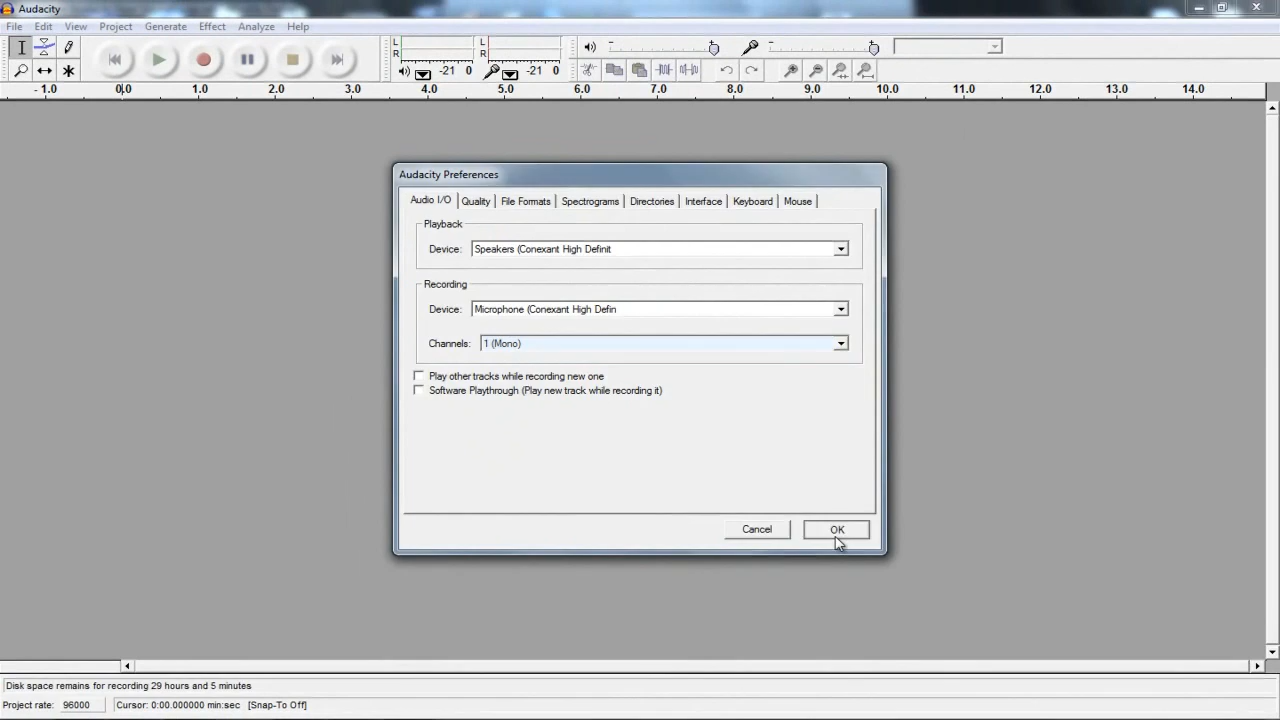 Audacity
File Edit View Project Generate Effect Analyze Help
L
R
-21 0
L
R
-21 0
- 1.0 0.0 1.0 2.0 3.0 4.0 5.0 6.0 7.0 8.0 9.0 10.0 11.0 12.0 13.0 14.0
Audacity Preferences
Audio I/O Quality File Formats Spectrograms Directories Interface Keyboard Mouse
Playback
Device: Speakers (Conexant High Definit
Recording
Device: Microphone (Conexant High Defin
Channels: 1 (Mono)
Play other tracks while recording new one
Software Playthrough (Play new track while recording it)
Cancel OK
Disk space remains for recording 29 hours and 5 minutes
Project rate: 96000 Cursor: 0:00.000000 min:sec [Snap-To Off]